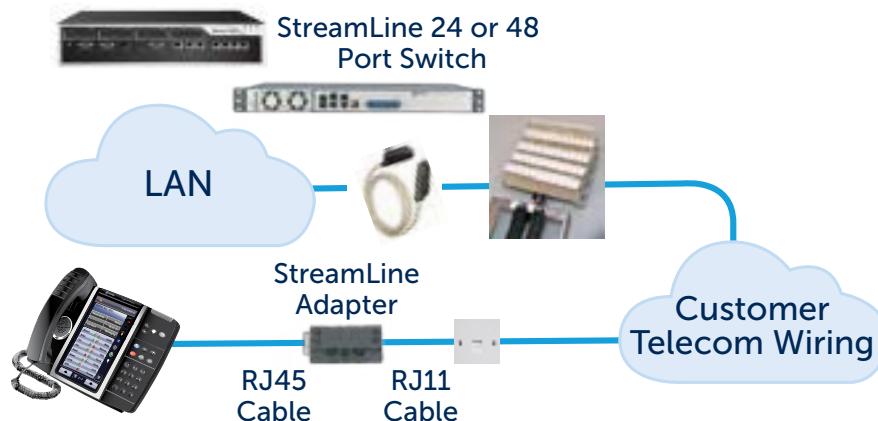 StreamLine 24 or 48
Port Switch
LAN
StreamLine
Adapter
Customer
Telecom Wiring
RJ45
Cable
RJ11
Cable